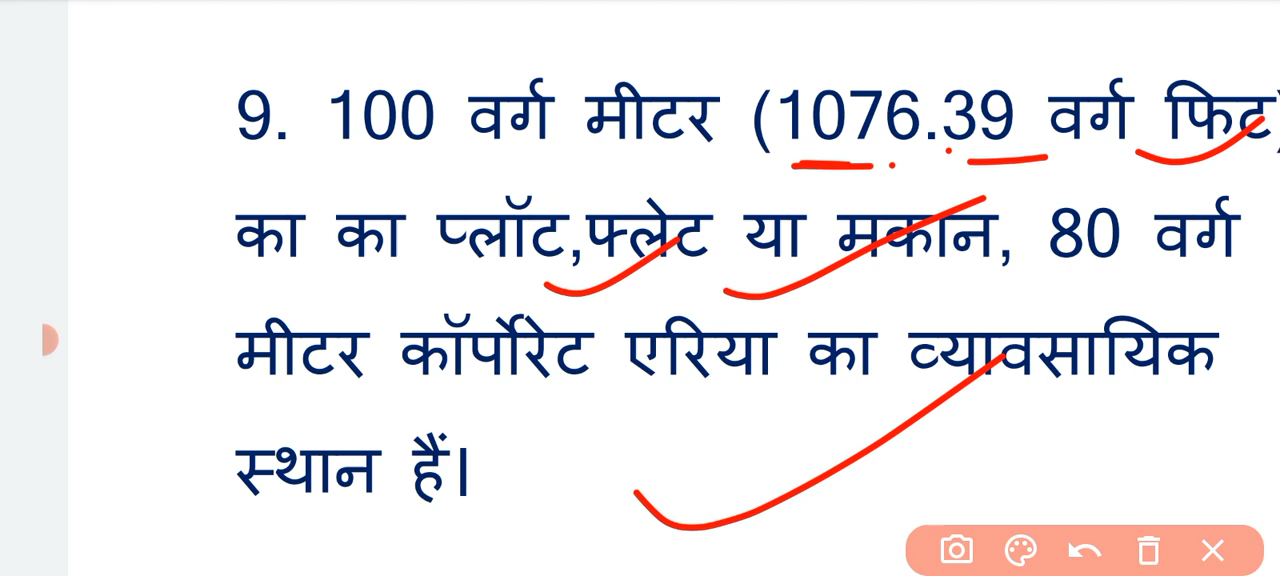 9. 100 वर्ग मीटर (1076.39 वर्ग फिट)
का का प्लॉट,फ्लेट या मकान, 80 वर्ग
मीटर कॉर्पोरेट एरिया का व्यावसायिक
स्थान हैं।